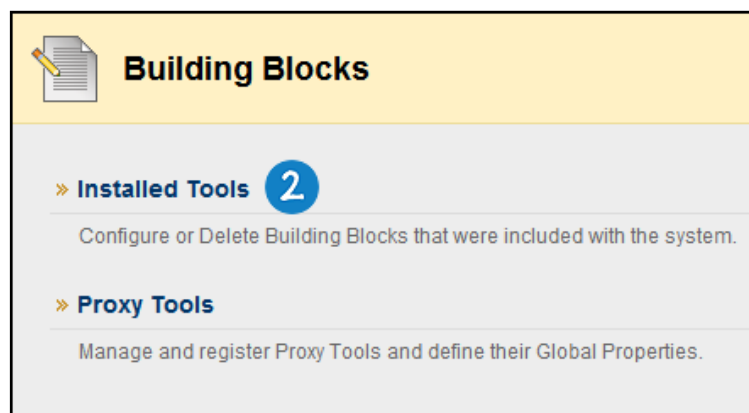 Building Blocks
» Installed Tools 2
Configure or Delete Building Blocks that were included with the system.
» Proxy Tools
Manage and register Proxy Tools and define their Global Properties.